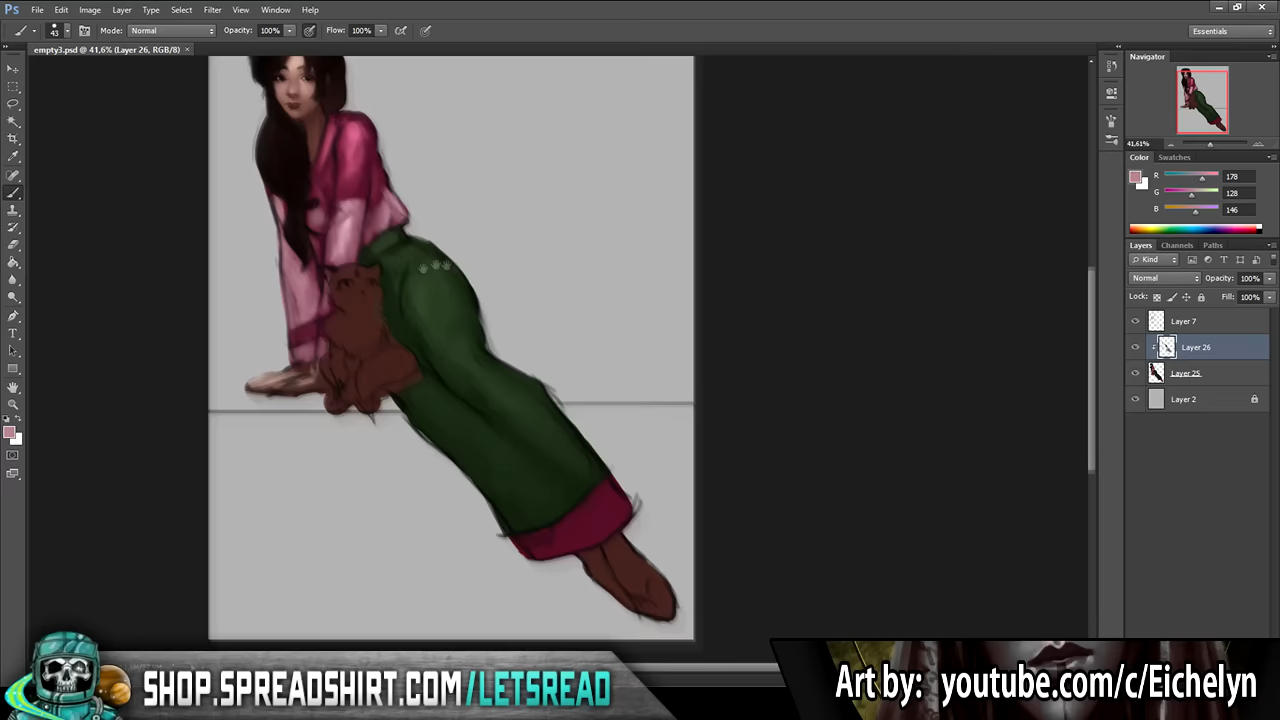 Ps File Edit Image Layer Type Select Filter View Window Help
43 Mode: Normal Opacity: 100% Flow: 100% Essentials
empty3.psd @ 41,6% (Layer 26, RGB/8) ×
Navigator
41,61%
Color Swatches
R 178
G 128
B 146
Layers Channels Paths
Kind
Normal Opacity: 100%
Lock: Fill: 100%
Layer 7
Layer 26
Layer 25
Layer 2
SHOP.SPREADSHIRT.COM/LETSREAD
Art by: youtube.com/c/Eichelyn